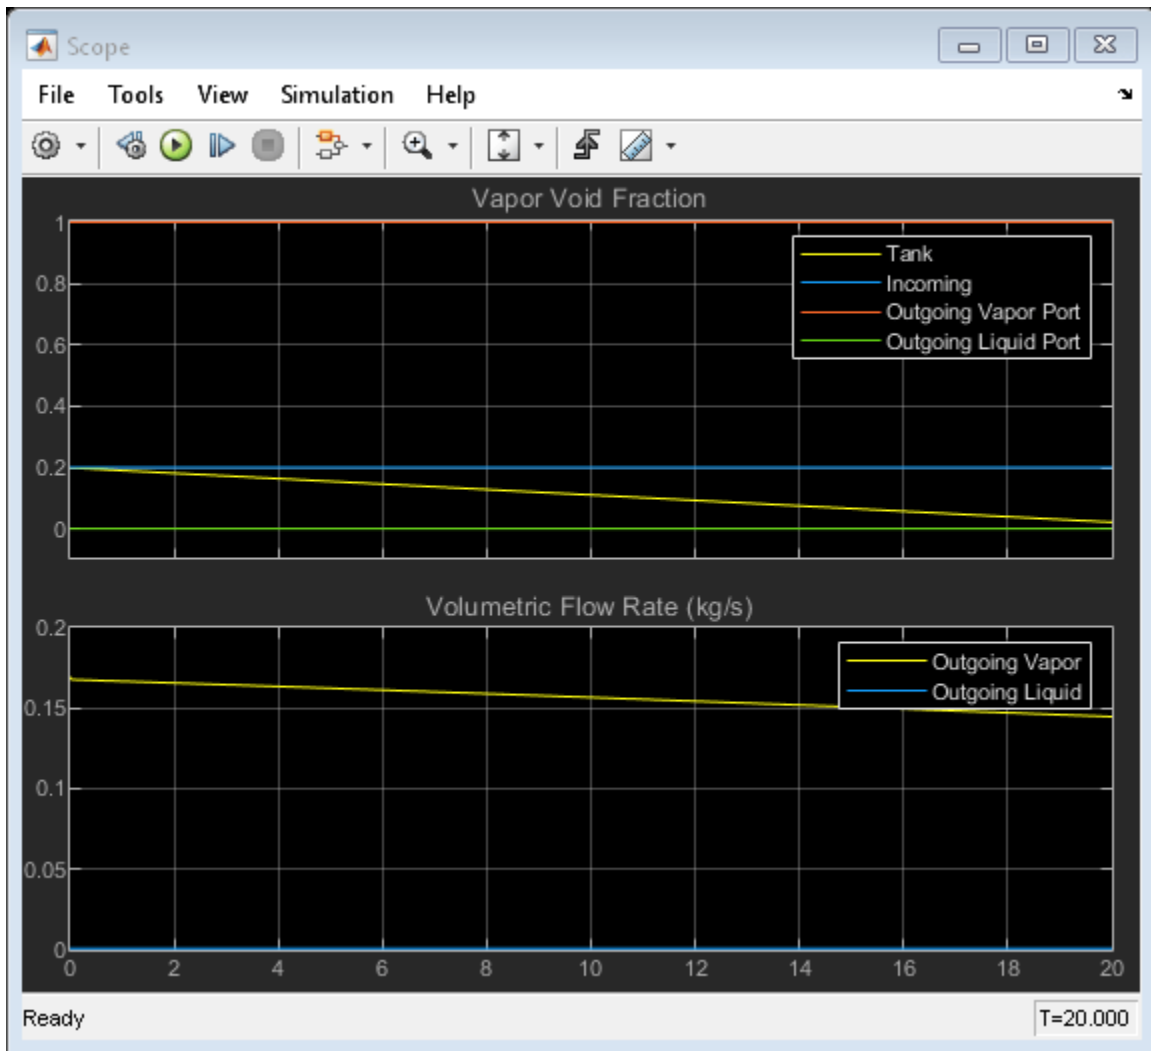 Scope
File Tools View Simulation Help
Vapor Void Fraction
1
0.8
0.6
0.4
0.2
0
Tank
Incoming
Outgoing Vapor Port
Outgoing Liquid Port
Volumetric Flow Rate (kg/s)
0.2
0.15
0.1
0.05
0
Outgoing Vapor
Outgoing Liquid
0 2 4 6 8 10 12 14 16 18 20
Ready T=20.000